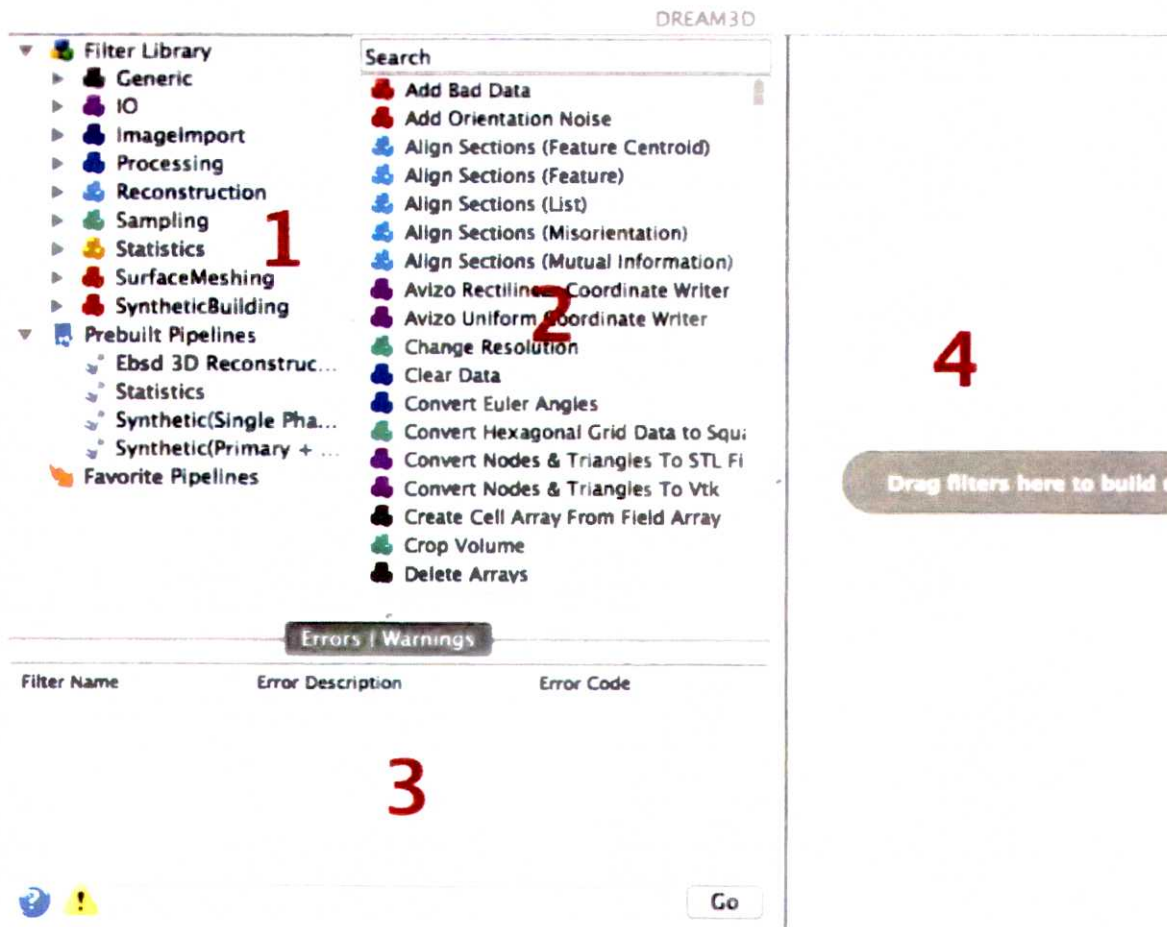 DREAM3D
Filter Library
Generic
IO
ImageImport
Processing
Reconstruction
Sampling
1
Statistics
SurfaceMeshing
SyntheticBuilding
Prebuilt Pipelines
Ebsd 3D Reconstruc...
Statistics
Synthetic(Single Pha...
Synthetic(Primary + ...
Favorite Pipelines
Search
Add Bad Data
Add Orientation Noise
Align Sections (Feature Centroid)
Align Sections (Feature)
Align Sections (List)
Align Sections (Misorientation)
Align Sections (Mutual Information)
Avizo Rectilinear Coordinate Writer
2
Avizo Uniform Coordinate Writer
Change Resolution
Clear Data
Convert Euler Angles
Convert Hexagonal Grid Data to Squa
Convert Nodes & Triangles To STL Fi
Convert Nodes & Triangles To Vtk
Create Cell Array From Field Array
Crop Volume
Delete Arrays
4
Drag filters here to build
Errors | Warnings
Filter Name Error Description Error Code
3
Go